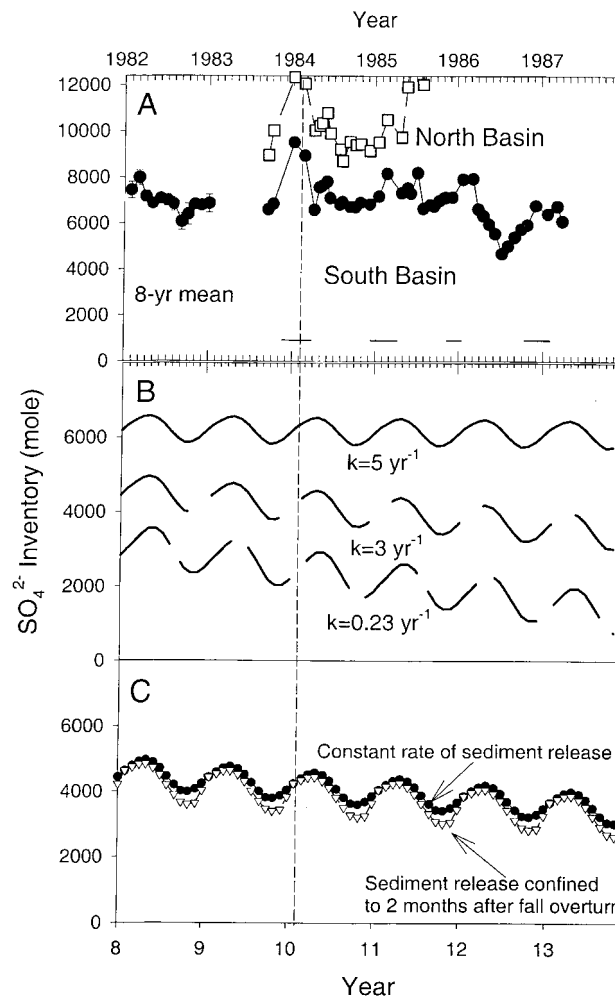 Year
1982 1983 1984 1985 1986 1987
12000
A
10000
North Basin
8000
6000
4000
South Basin
2000
8-yr mean
0
B
6000
k=5 yr-1
4000
k=3 yr-1
2000
k=0.23 yr-1
0
SO42- Inventory (mole)
C
6000
Constant rate of sediment release
4000
2000
Sediment release confined
to 2 months after fall overturn
0
8 9 10 11 12 13
Year